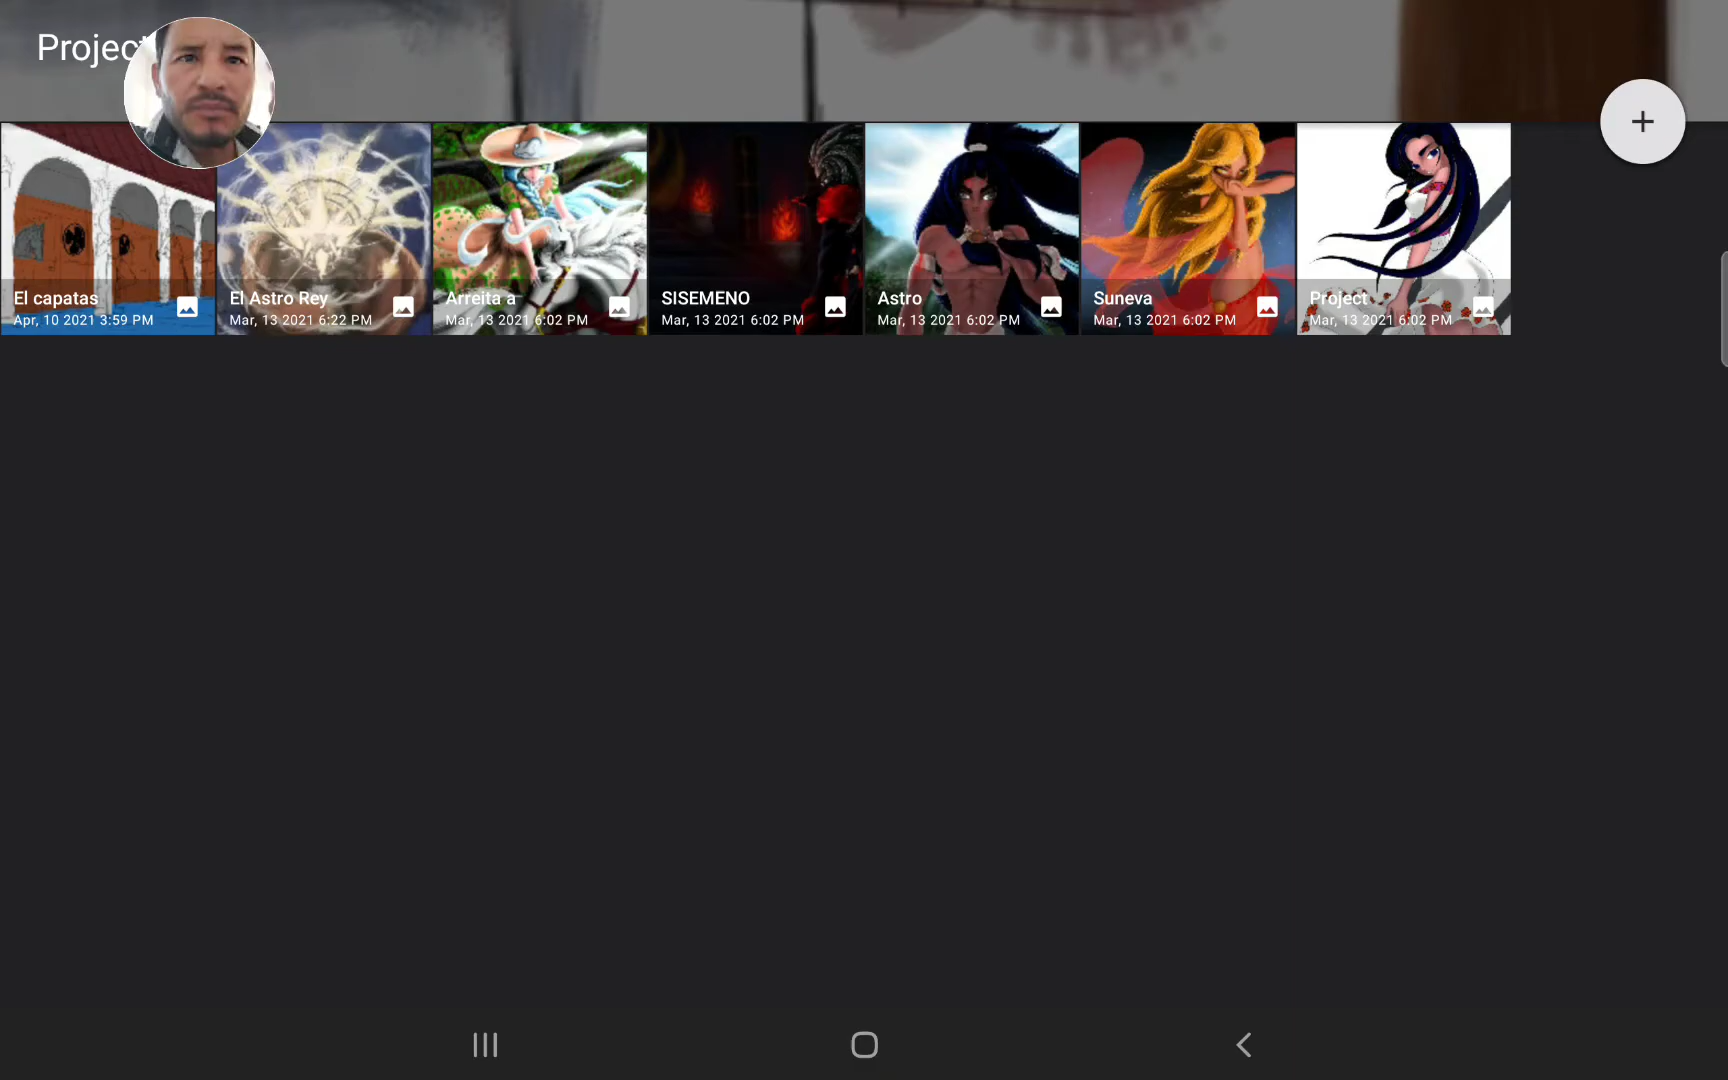 Project
El capatas
Apr, 10 2021 3:59 PM
El Astro Rey
Mar, 13 2021 6:22 PM
Arreita a
Mar, 13 2021 6:02 PM
SISEMENO
Mar, 13 2021 6:02 PM
Astro
Mar, 13 2021 6:02 PM
Suneva
Mar, 13 2021 6:02 PM
Project
Mar, 13 2021 6:02 PM